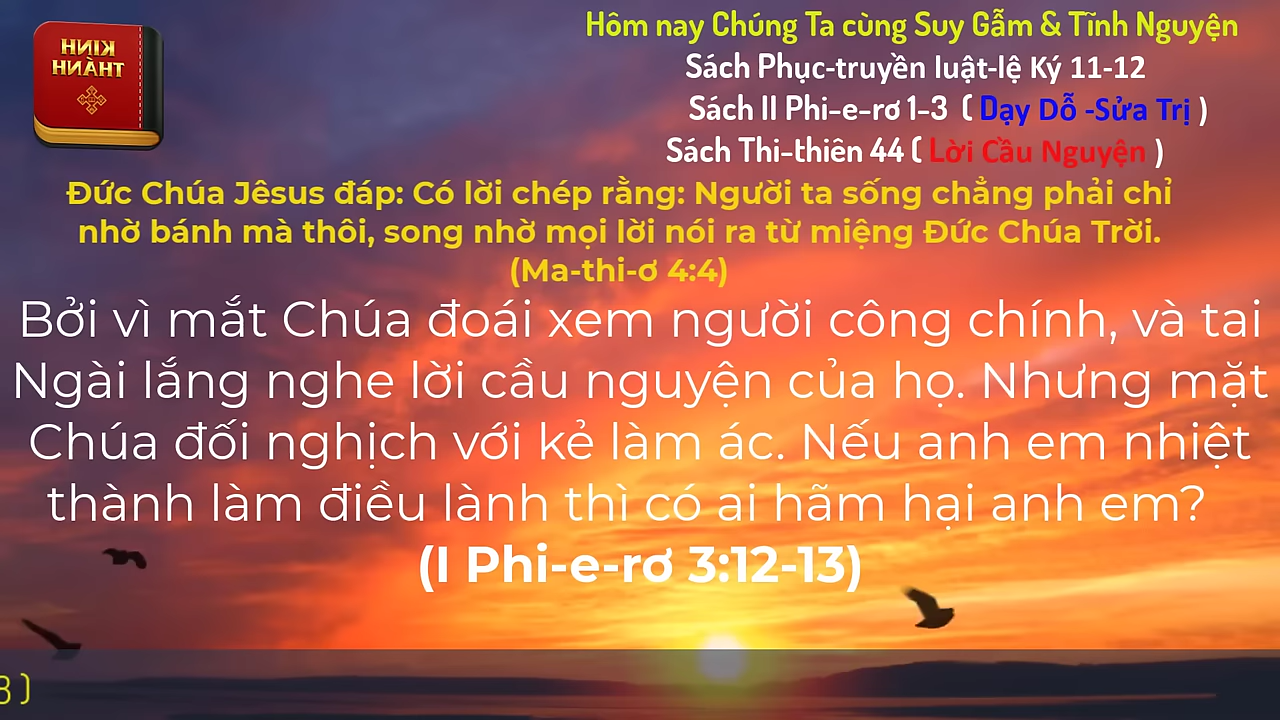 KINH
THÀNH
Hôm nay Chúng Ta cùng Suy Gẫm & Tĩnh Nguyện
Sách Phục-truyền luật-lệ Ký 11-12
Sách II Phi-e-rơ 1-3 ( Dạy Dỗ -Sửa Trị )
Sách Thi-thiên 44 ( Lời Cầu Nguyện )
Đức Chúa Jêsus đáp: Có lời chép rằng: Người ta sống chẳng phải chỉ
nhờ bánh mà thôi, song nhờ mọi lời nói ra từ miệng Đức Chúa Trời.
(Ma-thi-ơ 4:4)
Bởi vì mắt Chúa đoái xem người công chính, và tai
Ngài lắng nghe lời cầu nguyện của họ. Nhưng mặt
Chúa đối nghịch với kẻ làm ác. Nếu anh em nhiệt
thành làm điều lành thì có ai hãm hại anh em?
(I Phi-e-rơ 3:12-13)
)